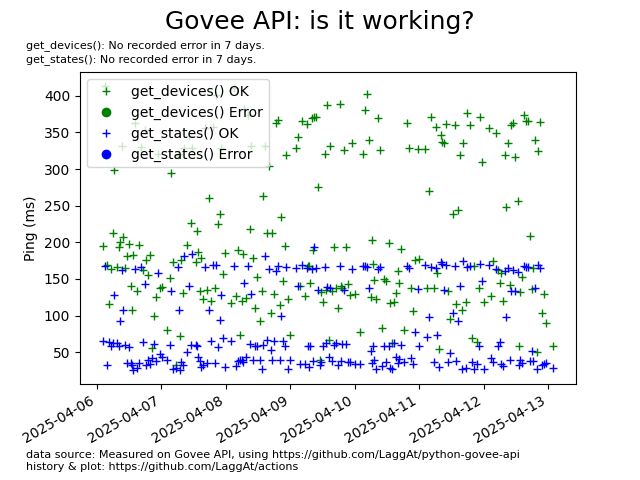 Govee API: is it working?
get_devices(): No recorded error in 7 days.
get_states(): No recorded error in 7 days.
get_devices() OK
get_devices() Error
get_states() OK
get_states() Error
Ping (ms)
400
350
300
250
200
150
100
50
2025-04-06
2025-04-07
2025-04-08
2025-04-09
2025-04-10
2025-04-11
2025-04-12
2025-04-13
data source: Measured on Govee API, using https://github.com/LaggAt/python-govee-api
history & plot: https://github.com/LaggAt/actions